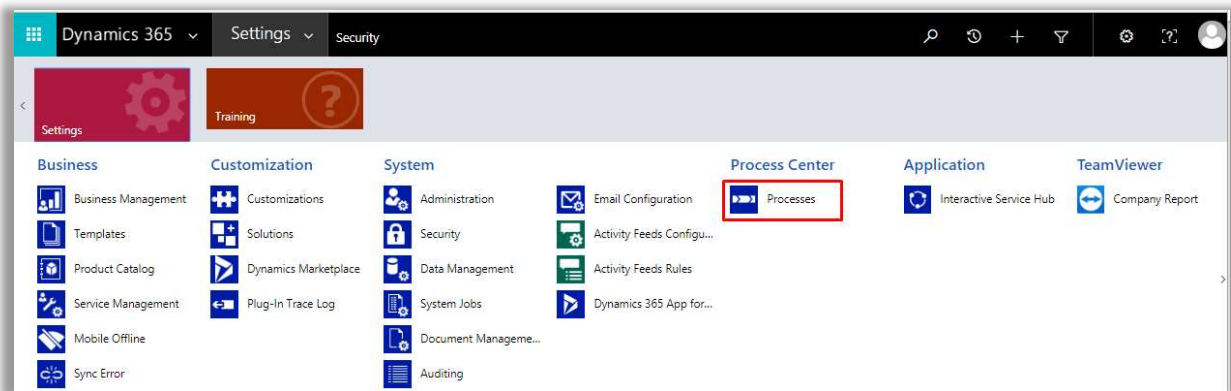 Dynamics 365 Settings Security [?]
Settings
Training
?
Business
Business Management
Templates
Product Catalog
Service Management
Mobile Offline
Sync Error
Customization
Customizations
Solutions
Dynamics Marketplace
Plug-In Trace Log
System
Administration
Security
Data Management
System Jobs
Document Manageme...
Auditing
Email Configuration
Activity Feeds Configu...
Activity Feeds Rules
Dynamics 365 App for...
Process Center
Processes
Application
Interactive Service Hub
TeamViewer
Company Report